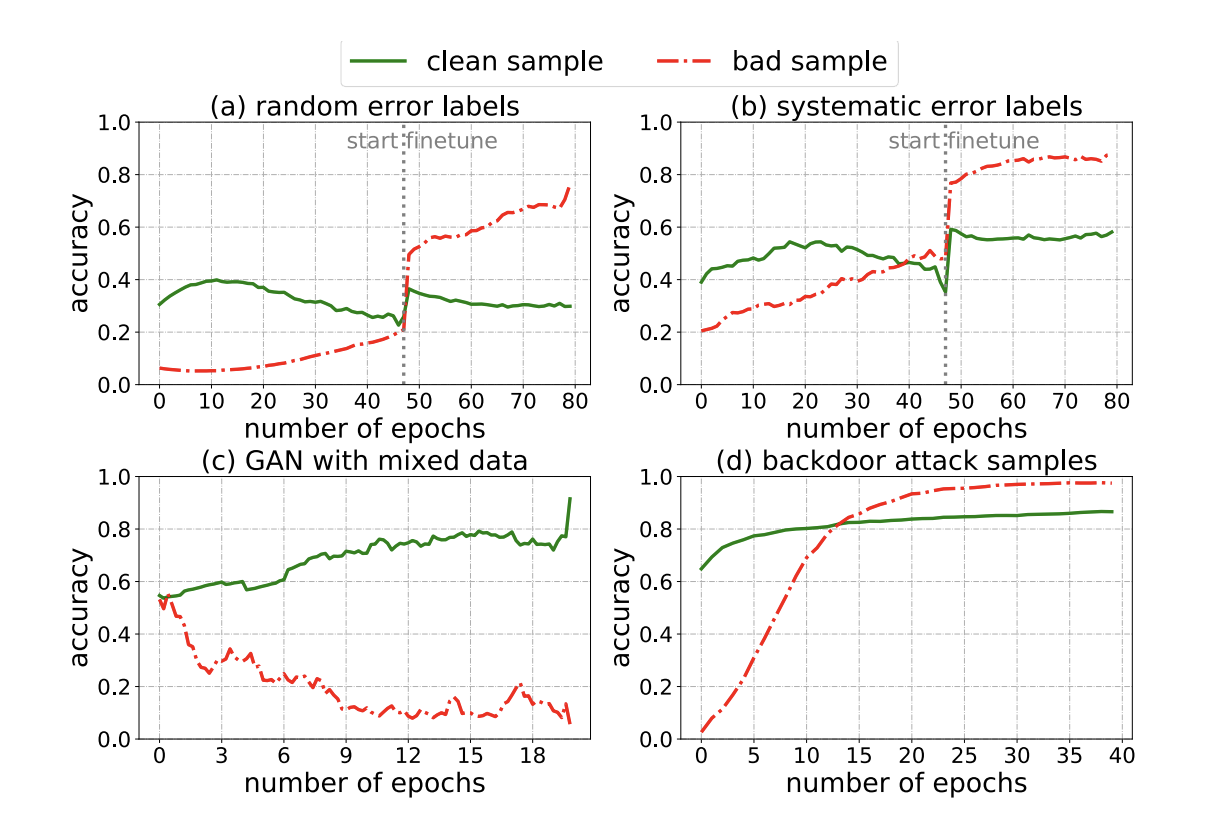 clean sample bad sample
(a) random error labels
start finetune
1.0
0.8
0.6
0.4
0.2
0.0
accuracy
0 10 20 30 40 50 60 70 80
number of epochs
(b) systematic error labels
start finetune
1.0
0.8
0.6
0.4
0.2
0.0
accuracy
0 10 20 30 40 50 60 70 80
number of epochs
(c) GAN with mixed data
1.0
0.8
0.6
0.4
0.2
0.0
accuracy
0 3 6 9 12 15 18
number of epochs
(d) backdoor attack samples
1.0
0.8
0.6
0.4
0.2
0.0
accuracy
0 5 10 15 20 25 30 35 40
number of epochs